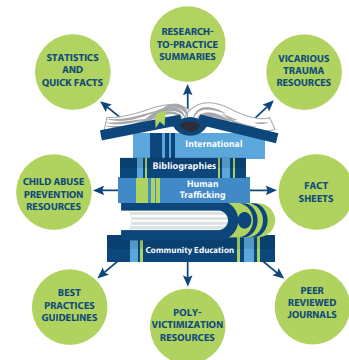 RESEARCH-
TO-PRACTICE
SUMMARIES
STATISTICS
AND
QUICK FACTS
VICARIOUS
TRAUMA
RESOURCES
International
Bibliographies
Human
Trafficking
CHILD ABUSE
PREVENTION
RESOURCES
FACT
SHEETS
Community Education
BEST
PRACTICES
GUIDELINES
POLY-
VICTIMIZATION
RESOURCES
PEER
REVIEWED
JOURNALS